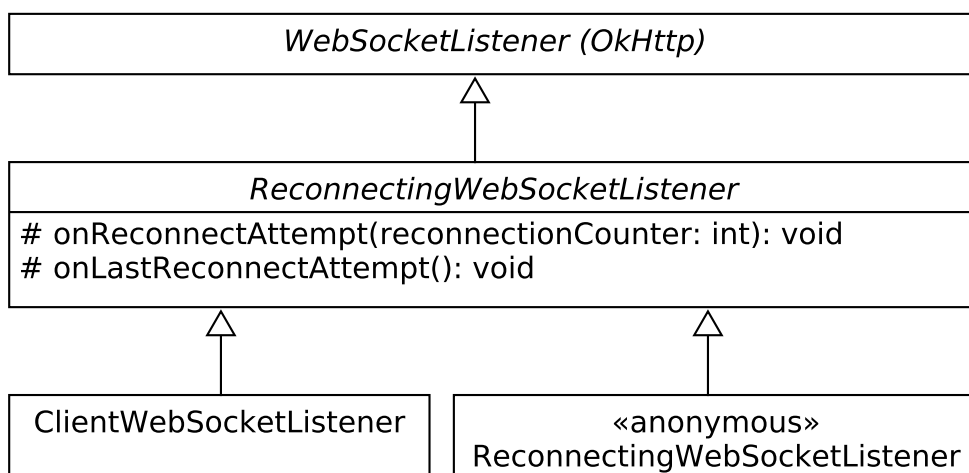 WebSocketListener (OkHttp)
ReconnectingWebSocketListener
# onReconnectAttempt(reconnectionCounter: int): void
# onLastReconnectAttempt(): void
ClientWebSocketListener
«anonymous»
ReconnectingWebSocketListener